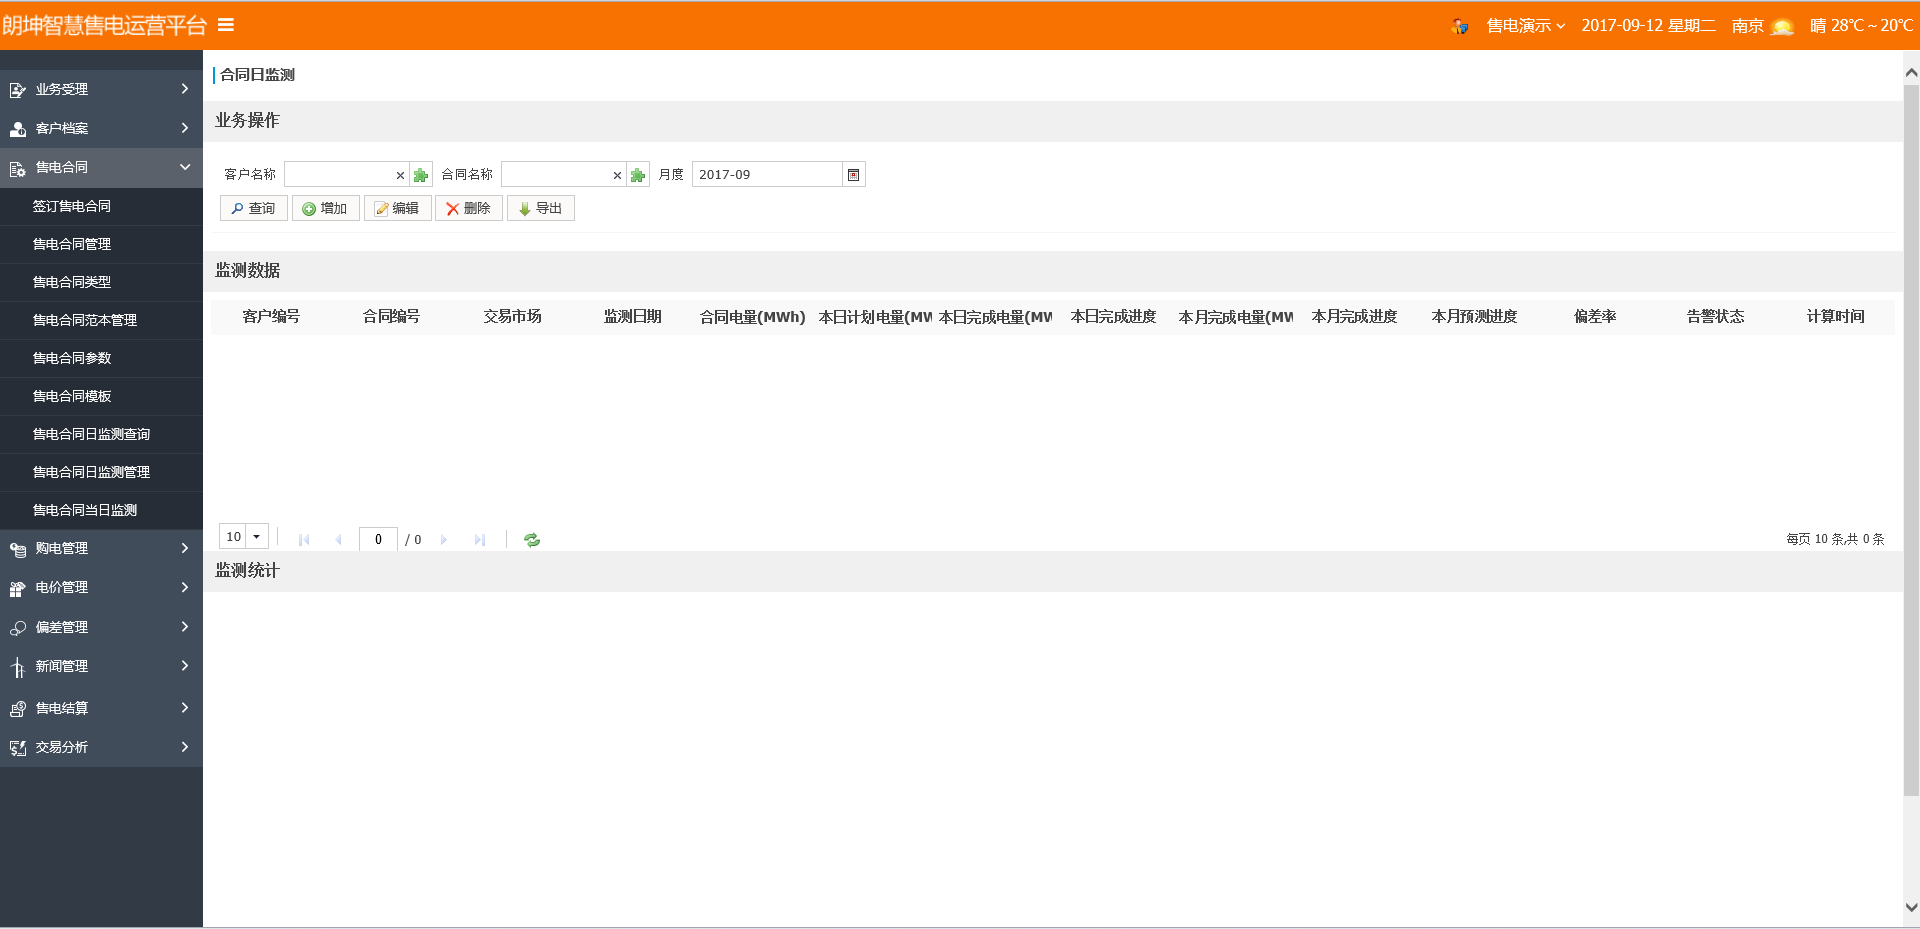 朗坤智慧售电运营平台
售电演示 2017-09-12 星期二 南京 晴 28℃ ~ 20℃
业务受理
客户档案
售电合同
签订售电合同
售电合同管理
售电合同类型
售电合同范本管理
售电合同参数
售电合同模板
售电合同日监测查询
售电合同日监测管理
售电合同当日监测
购电管理
电价管理
偏差管理
新闻管理
售电结算
交易分析
合同日监测
业务操作
客户名称 合同名称 月度 2017-09
查询 增加 编辑 删除 导出
监测数据
客户编号 合同编号 交易市场 监测日期 合同电量(MWh) 本日计划电量(MW 本日完成电量(MW 本日完成进度 本月完成电量(MW 本月完成进度 本月预测进度 偏差率 告警状态 计算时间
10 0 / 0 每页 10 条,共 0 条
监测统计